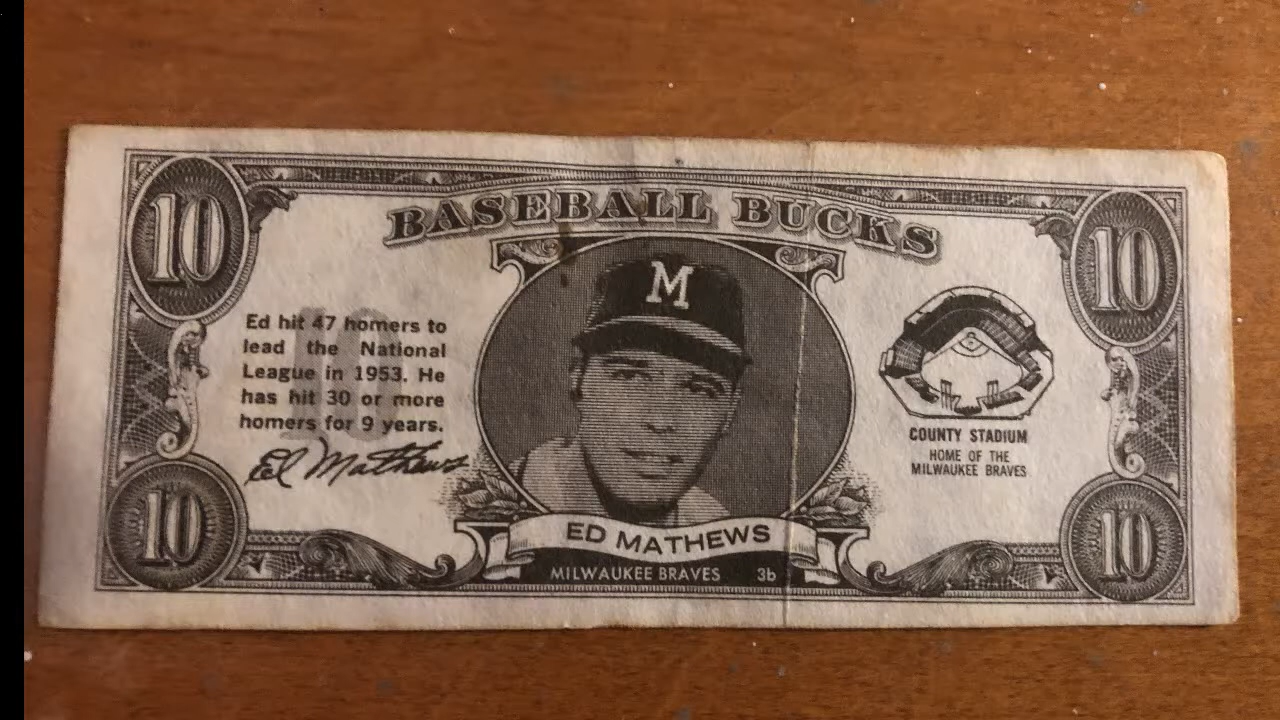 BASEBALL BUCKS
10
10
M
Ed hit 47 homers to
lead the National
League in 1953. He
has hit 30 or more
homers for 9 years.
Ed Mathews
COUNTY STADIUM
HOME OF THE
MILWAUKEE BRAVES
10
10
ED MATHEWS
MILWAUKEE BRAVES 3b